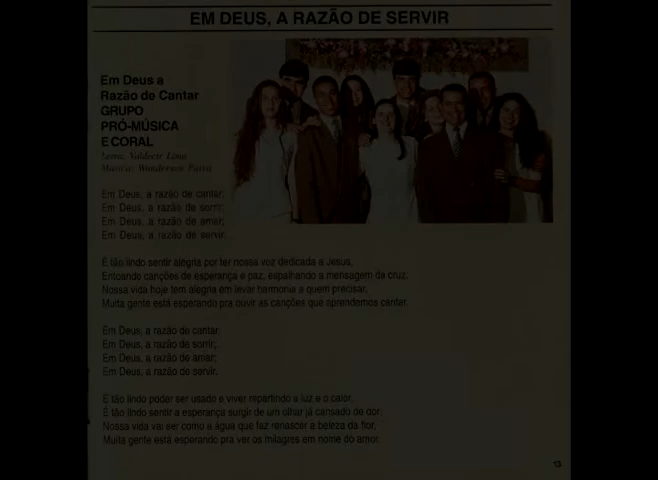 EM DEUS, A RAZÃO DE SERVIR
Em Deus a
Razão de Cantar
GRUPO
PRÓ-MÚSICA
E CORAL
Letra: Valdecir Lima
Música: Wanderson Paiva
Em Deus, a razão de cantar;
Em Deus, a razão de sorrir;
Em Deus, a razão de amar;
Em Deus, a razão de servir.
É tão lindo sentir alegria por ter nossa voz dedicada a Jesus,
Entoando canções de esperança e paz, espalhando a mensagem da cruz.
Nossa vida hoje tem alegria em levar harmonia a quem precisar,
Muita gente está esperando pra ouvir as canções que aprendemos cantar.
Em Deus, a razão de cantar;
Em Deus, a razão de sorrir;
Em Deus, a razão de amar;
Em Deus, a razão de servir.
É tão lindo poder ser usado e viver repartindo a luz e o calor,
É tão lindo sentir a esperança surgir de um olhar já cansado de dor;
Nossa vida vai ser como a água que faz renascer a beleza da flor,
Muita gente está esperando pra ver os milagres em nome do amor.
13